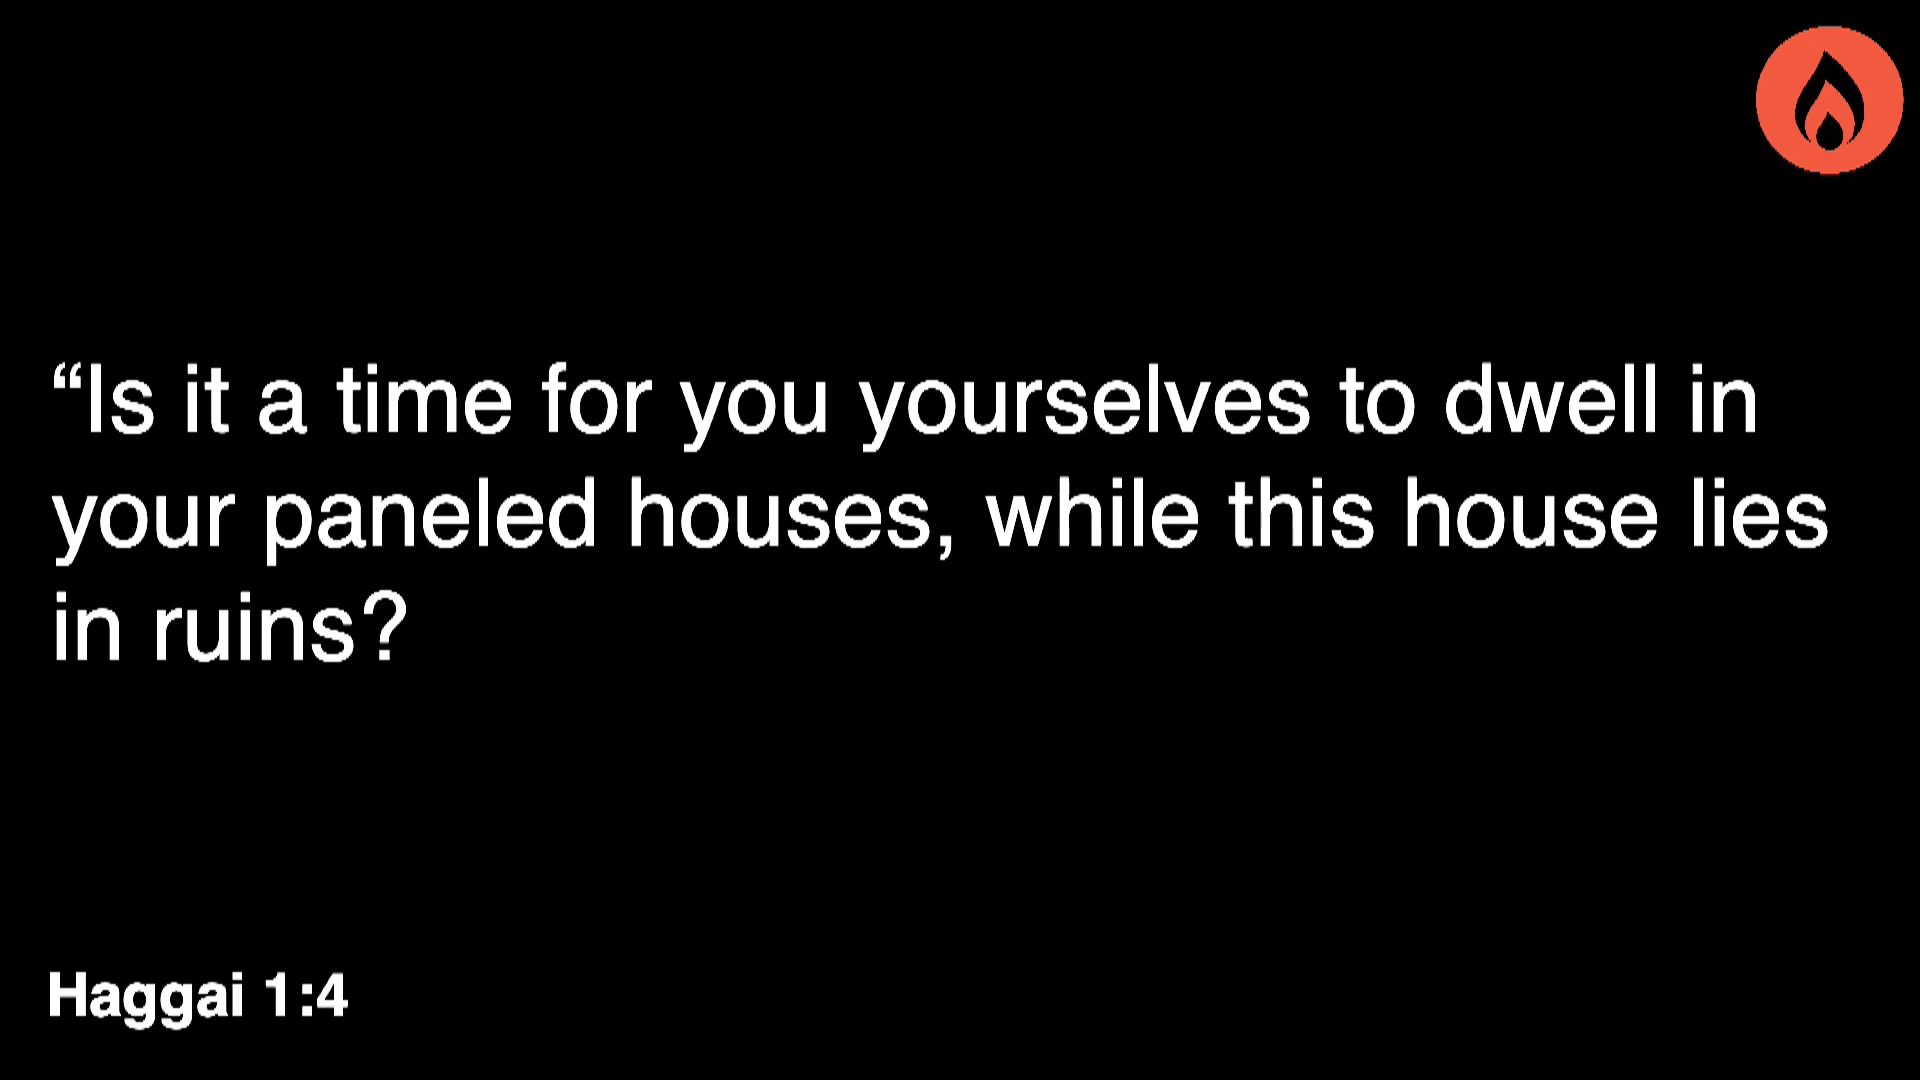 “Is it a time for you yourselves to dwell in
your paneled houses, while this house lies
in ruins?
Haggai 1:4